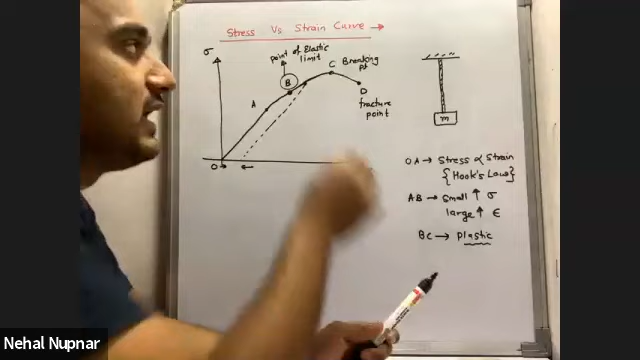 Stress Vs Strain Curve →
σ
point of Elastic
limit
B
C Breaking
pt
A
D
fracture
point
O
m
OA → Stress ∝ Strain
{Hook's Law}
AB → Small ↑ σ
large ↑ ε
BC → plastic
Nehal Nupnar